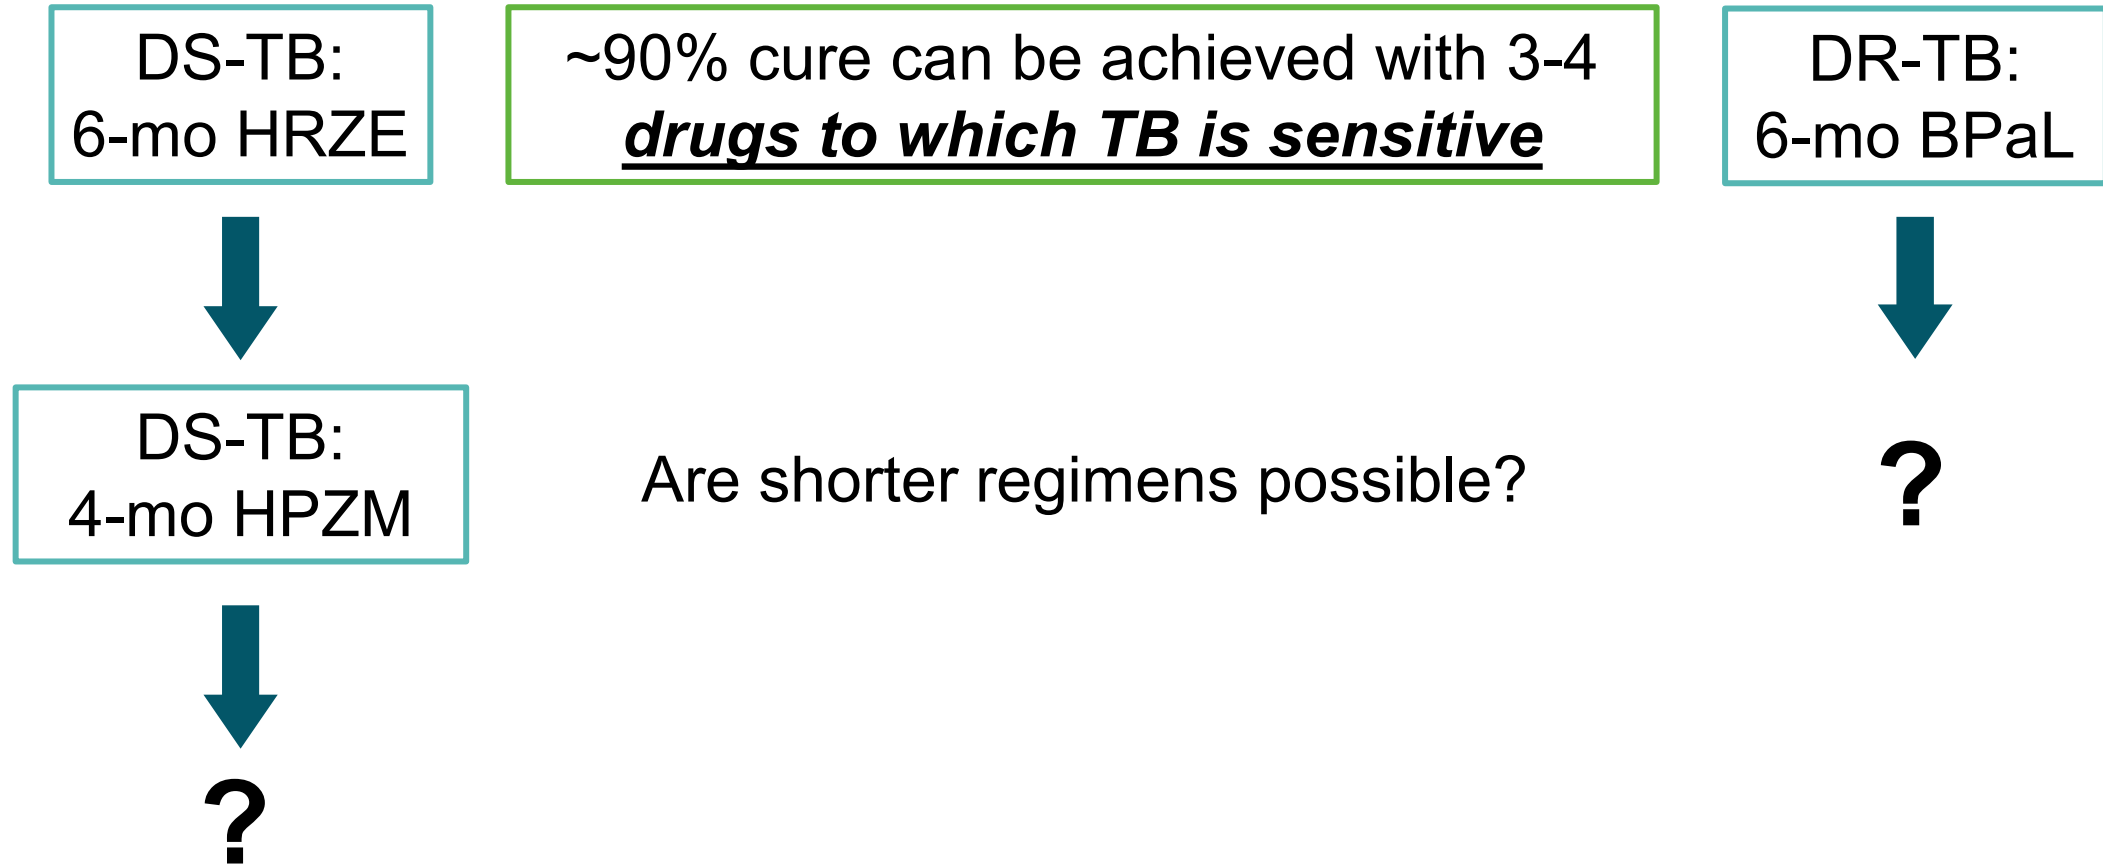 DS-TB:
6-mo HRZE
~90% cure can be achieved with 3-4
drugs to which TB is sensitive
DR-TB:
6-mo BPaL
DS-TB:
4-mo HPZM
Are shorter regimens possible?
?
?